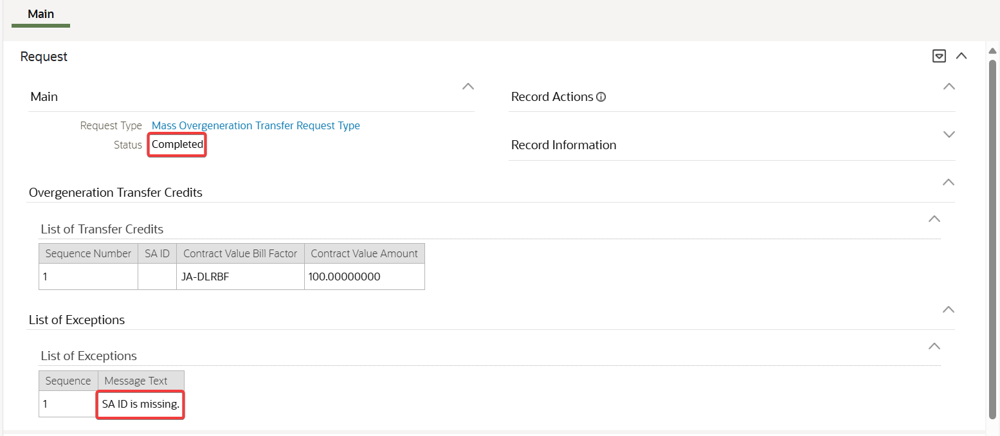 Main
Request
Main
Request Type Mass Overgeneration Transfer Request Type
Status Completed
Record Actions
Record Information
Overgeneration Transfer Credits
List of Transfer Credits
Sequence Number SA ID Contract Value Bill Factor Contract Value Amount
1 JA-DLRBF 100.00000000
List of Exceptions
List of Exceptions
Sequence Message Text
1 SA ID is missing.